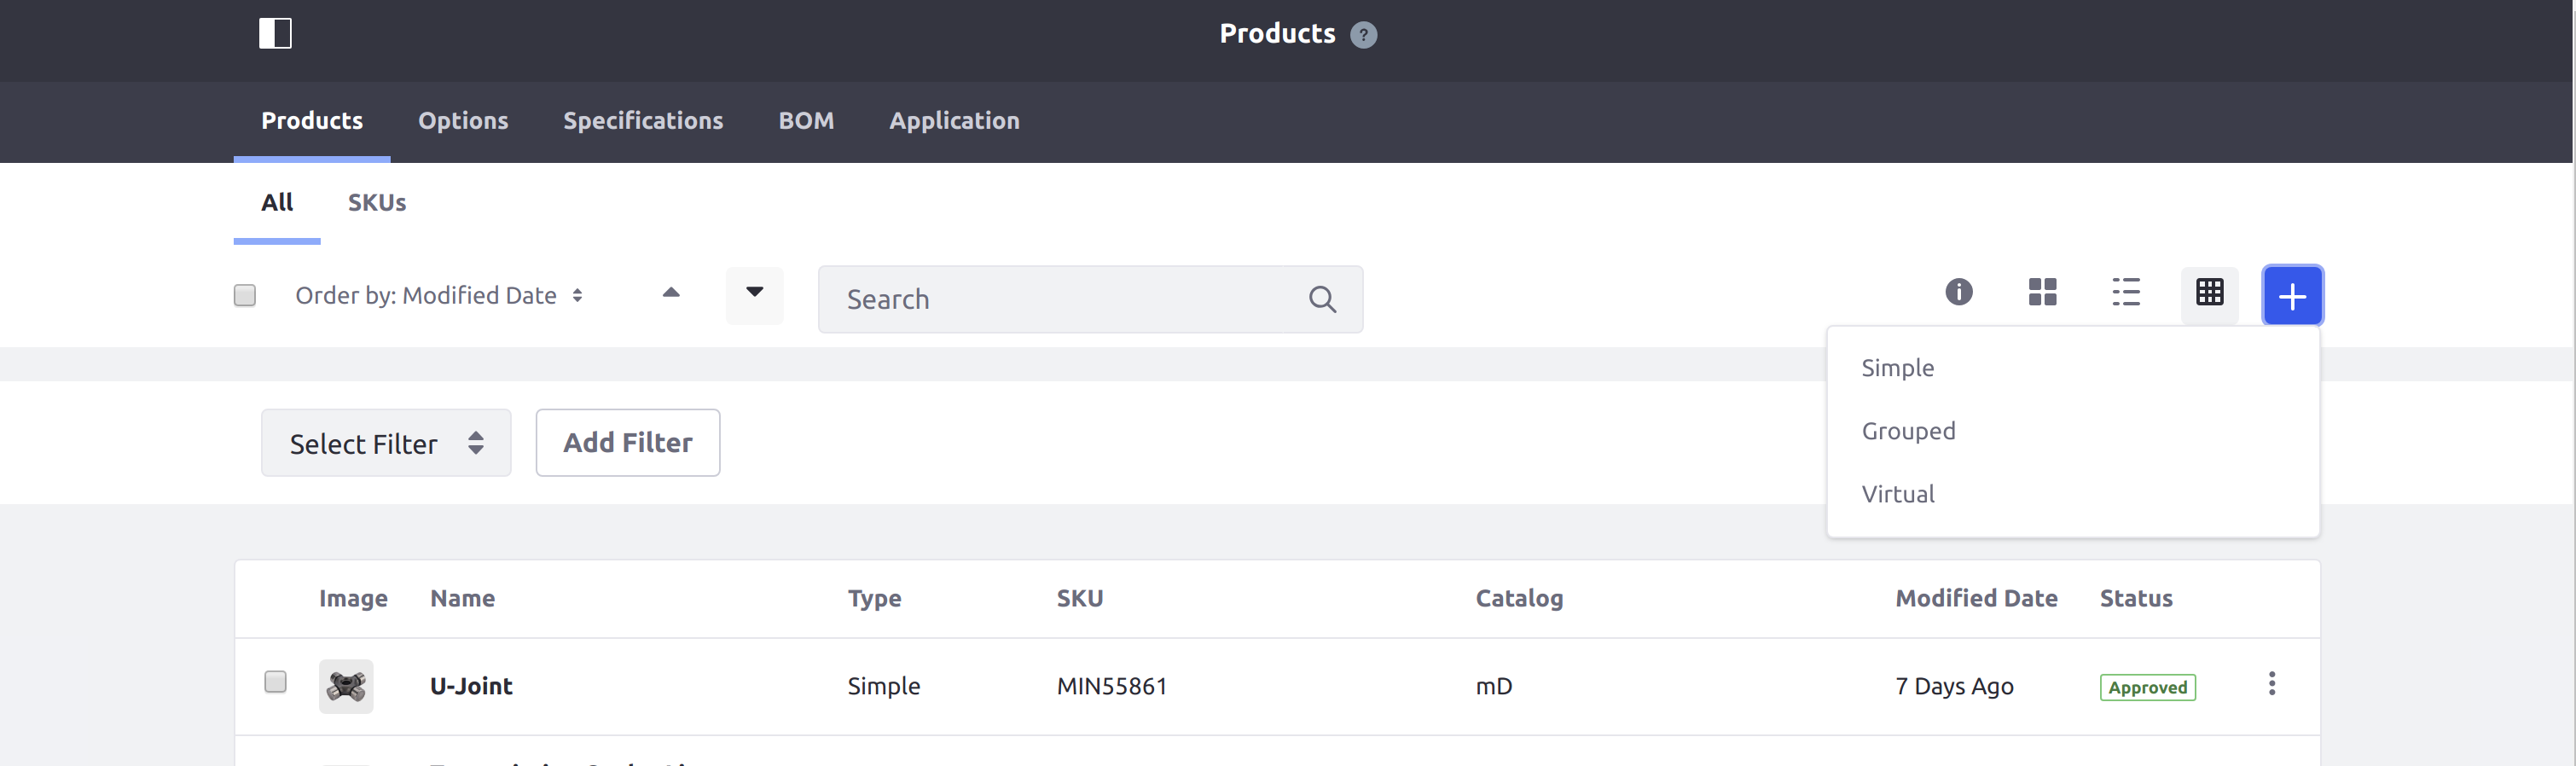 Products ?
Products Options Specifications BOM Application
All SKUs
Order by: Modified Date Search
Simple
Grouped
Virtual
Select Filter Add Filter
Image Name Type SKU Catalog Modified Date Status
U-Joint Simple MIN55861 mD 7 Days Ago Approved